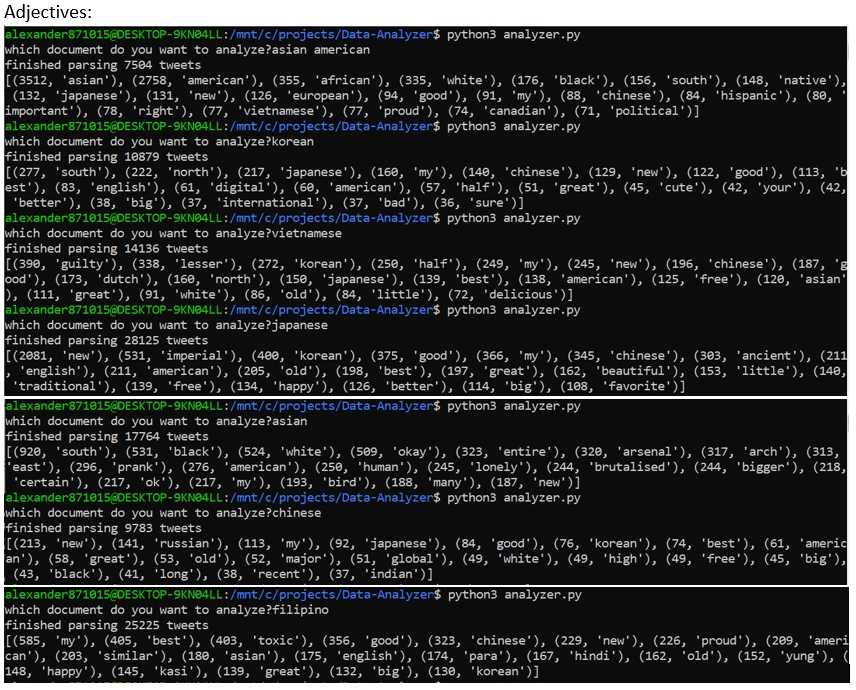 Adjectives:
alexander871015@DESKTOP-9KN04LL:/mnt/c/projects/Data-Analyzer$ python3 analyzer.py
which document do you want to analyze?asian american
finished parsing 7504 tweets
[(3512, 'asian'), (2758, 'american'), (355, 'african'), (335, 'white'), (176, 'black'), (156, 'south'), (148, 'native'),
 (132, 'japanese'), (131, 'new'), (126, 'european'), (94, 'good'), (91, 'my'), (88, 'chinese'), (84, 'hispanic'), (80, '
important'), (78, 'right'), (77, 'vietnamese'), (77, 'proud'), (74, 'canadian'), (71, 'political')]
alexander871015@DESKTOP-9KN04LL:/mnt/c/projects/Data-Analyzer$ python3 analyzer.py
which document do you want to analyze?korean
finished parsing 10879 tweets
[(277, 'south'), (222, 'north'), (217, 'japanese'), (160, 'my'), (140, 'chinese'), (129, 'new'), (122, 'good'), (113, 'b
est'), (83, 'english'), (61, 'digital'), (60, 'american'), (57, 'half'), (51, 'great'), (45, 'cute'), (42, 'your'), (42,
 'better'), (38, 'big'), (37, 'international'), (37, 'bad'), (36, 'sure')]
alexander871015@DESKTOP-9KN04LL:/mnt/c/projects/Data-Analyzer$ python3 analyzer.py
which document do you want to analyze?vietnamese
finished parsing 14136 tweets
[(390, 'guilty'), (338, 'lesser'), (272, 'korean'), (250, 'half'), (249, 'my'), (245, 'new'), (196, 'chinese'), (187, 'g
ood'), (173, 'dutch'), (160, 'north'), (150, 'japanese'), (139, 'best'), (138, 'american'), (125, 'free'), (120, 'asian'
), (111, 'great'), (91, 'white'), (86, 'old'), (84, 'little'), (72, 'delicious')]
alexander871015@DESKTOP-9KN04LL:/mnt/c/projects/Data-Analyzer$ python3 analyzer.py
which document do you want to analyze?japanese
finished parsing 28125 tweets
[(2081, 'new'), (531, 'imperial'), (400, 'korean'), (375, 'good'), (366, 'my'), (345, 'chinese'), (303, 'ancient'), (211
, 'english'), (211, 'american'), (205, 'old'), (198, 'best'), (197, 'great'), (162, 'beautiful'), (153, 'little'), (140,
 'traditional'), (139, 'free'), (134, 'happy'), (126, 'better'), (114, 'big'), (108, 'favorite')]
alexander871015@DESKTOP-9KN04LL:/mnt/c/projects/Data-Analyzer$ python3 analyzer.py
which document do you want to analyze?asian
finished parsing 17764 tweets
[(920, 'south'), (531, 'black'), (524, 'white'), (509, 'okay'), (323, 'entire'), (320, 'arsenal'), (317, 'arch'), (313,
'east'), (296, 'prank'), (276, 'american'), (250, 'human'), (245, 'lonely'), (244, 'brutalised'), (244, 'bigger'), (218,
 'certain'), (217, 'ok'), (217, 'my'), (193, 'bird'), (188, 'many'), (187, 'new')]
alexander871015@DESKTOP-9KN04LL:/mnt/c/projects/Data-Analyzer$ python3 analyzer.py
which document do you want to analyze?chinese
finished parsing 9783 tweets
[(213, 'new'), (141, 'russian'), (113, 'my'), (92, 'japanese'), (84, 'good'), (76, 'korean'), (74, 'best'), (61, 'americ
an'), (58, 'great'), (53, 'old'), (52, 'major'), (51, 'global'), (49, 'white'), (49, 'high'), (49, 'free'), (45, 'big'),
 (43, 'black'), (41, 'long'), (38, 'recent'), (37, 'indian')]
alexander871015@DESKTOP-9KN04LL:/mnt/c/projects/Data-Analyzer$ python3 analyzer.py
which document do you want to analyze?filipino
finished parsing 25225 tweets
[(585, 'my'), (405, 'best'), (403, 'toxic'), (356, 'good'), (323, 'chinese'), (229, 'new'), (226, 'proud'), (209, 'ameri
can'), (203, 'similar'), (180, 'asian'), (175, 'english'), (174, 'para'), (167, 'hindi'), (162, 'old'), (152, 'yung'), (
148, 'happy'), (145, 'kasi'), (139, 'great'), (132, 'big'), (130, 'korean')]